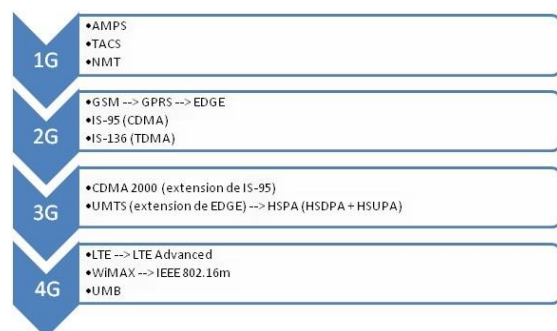 1G
•AMPS
•TACS
•NMT
2G
•GSM --> GPRS --> EDGE
•IS-95 (CDMA)
•IS-136 (TDMA)
3G
•CDMA 2000 (extension de IS-95)
•UMTS (extension de EDGE) --> HSPA (HSDPA + HSUPA)
4G
•LTE --> LTE Advanced
•WiMAX --> IEEE 802.16m
•UMB